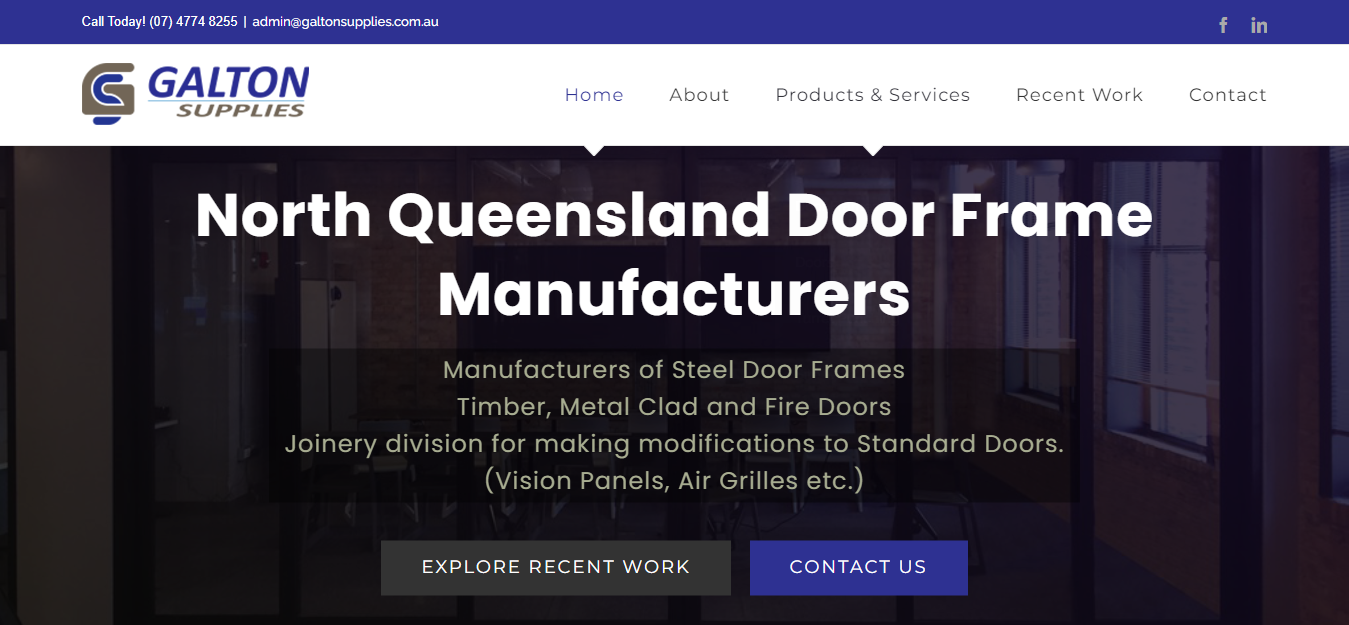 Call Today! (07) 4774 8255 | admin@galtonsupplies.com.au
GALTON
SUPPLIES
Home About Products & Services Recent Work Contact
North Queensland Door Frame
Manufacturers
Manufacturers of Steel Door Frames
Timber, Metal Clad and Fire Doors
Joinery division for making modifications to Standard Doors.
(Vision Panels, Air Grilles etc.)
EXPLORE RECENT WORK CONTACT US